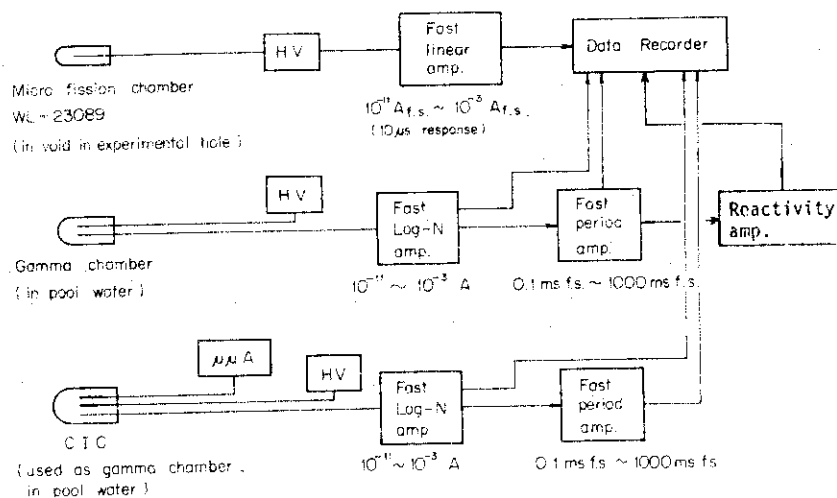 Micro fission chamber
WL-23089
(in void in experimental hole)
HV
Fast
linear
amp.
10⁻¹¹ A f.s. ~ 10⁻³ A f.s.
(10μs response)
Data Recorder
Gamma chamber
(in pool water)
HV
Fast
Log-N
amp.
10⁻¹¹ ~ 10⁻³ A
Fast
period
amp.
0.1 ms f.s. ~ 1000 ms f.s.
Reactivity
amp.
CIC
(used as gamma chamber
in pool water)
μμA
HV
Fast
Log-N
amp
10⁻¹¹ ~ 10⁻³ A
Fast
period
amp.
0.1 ms f.s ~ 1000 ms f.s